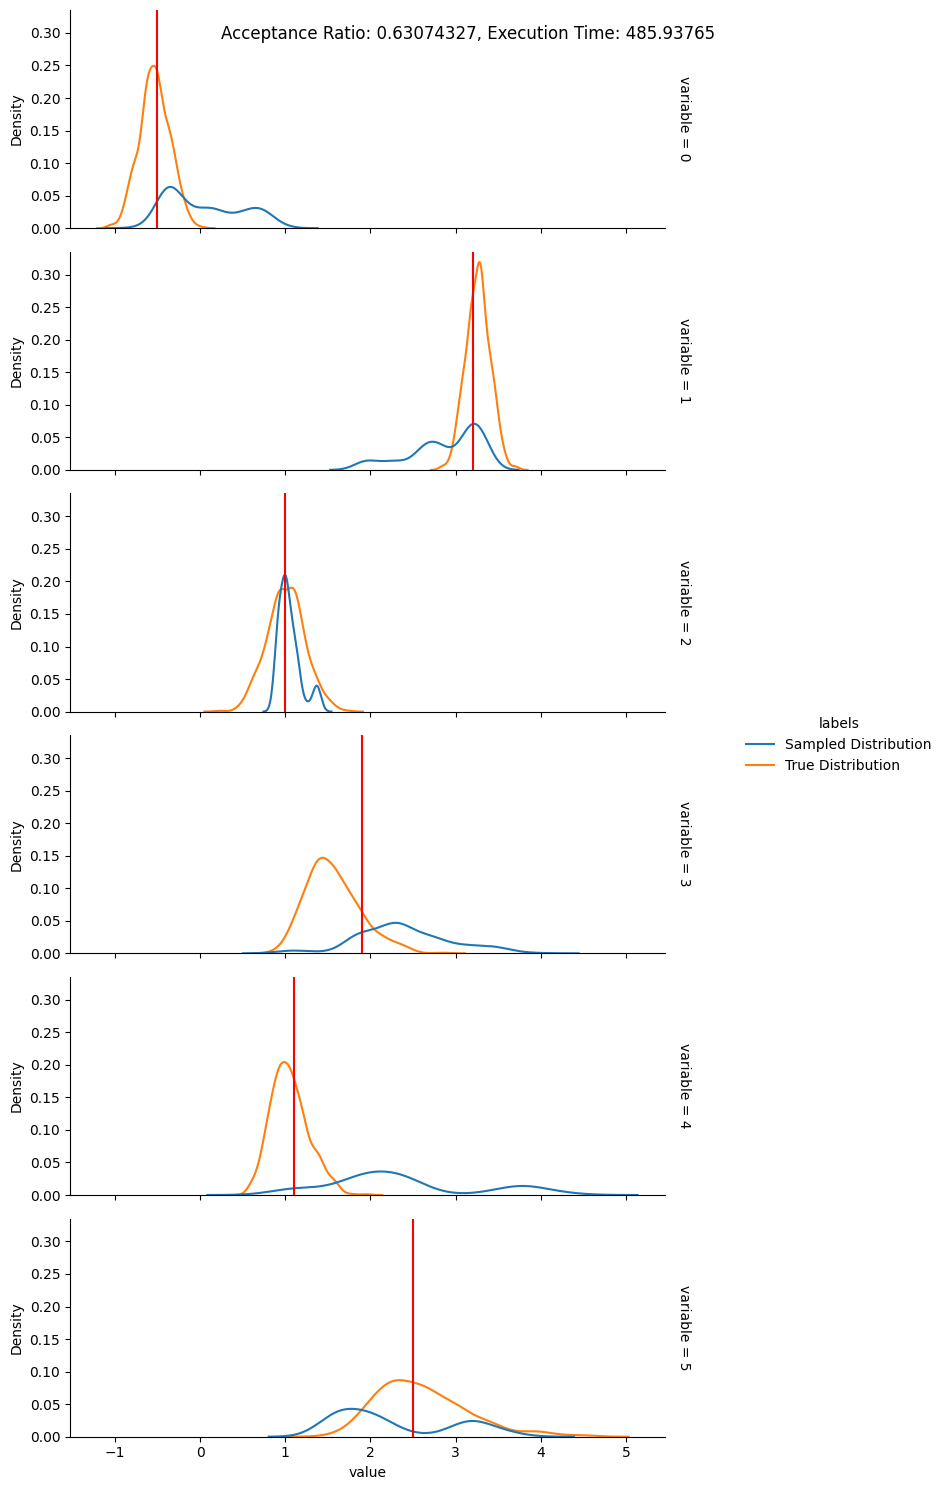 Acceptance Ratio: 0.63074327, Execution Time: 485.93765
0.30
0.25
0.20
0.15
0.10
0.05
0.00
Density
variable = 0
0.30
0.25
0.20
0.15
0.10
0.05
0.00
Density
variable = 1
0.30
0.25
0.20
0.15
0.10
0.05
0.00
Density
variable = 2
labels
Sampled Distribution
True Distribution
0.30
0.25
0.20
0.15
0.10
0.05
0.00
Density
variable = 3
0.30
0.25
0.20
0.15
0.10
0.05
0.00
Density
variable = 4
0.30
0.25
0.20
0.15
0.10
0.05
0.00
Density
variable = 5
−1 0 1 2 3 4 5
value